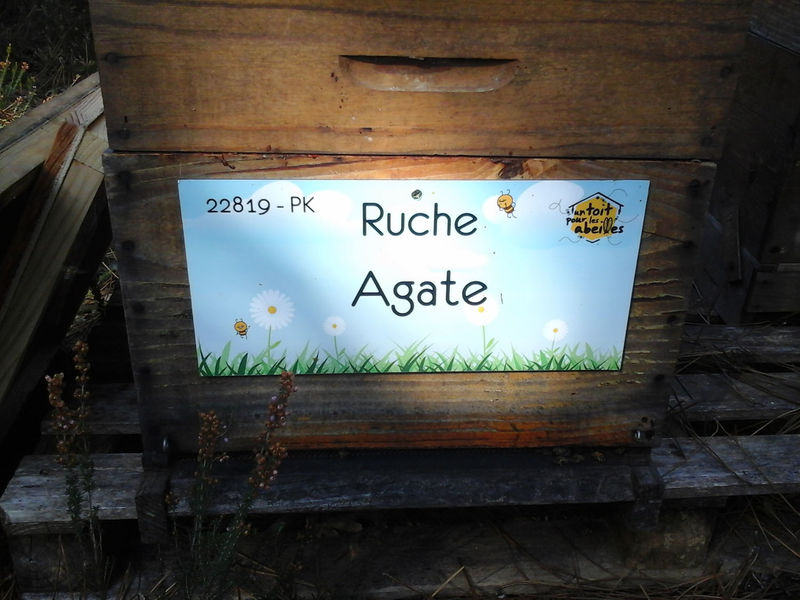 22819 - PK
Ruche
Agate
un toit
pour les
abeilles